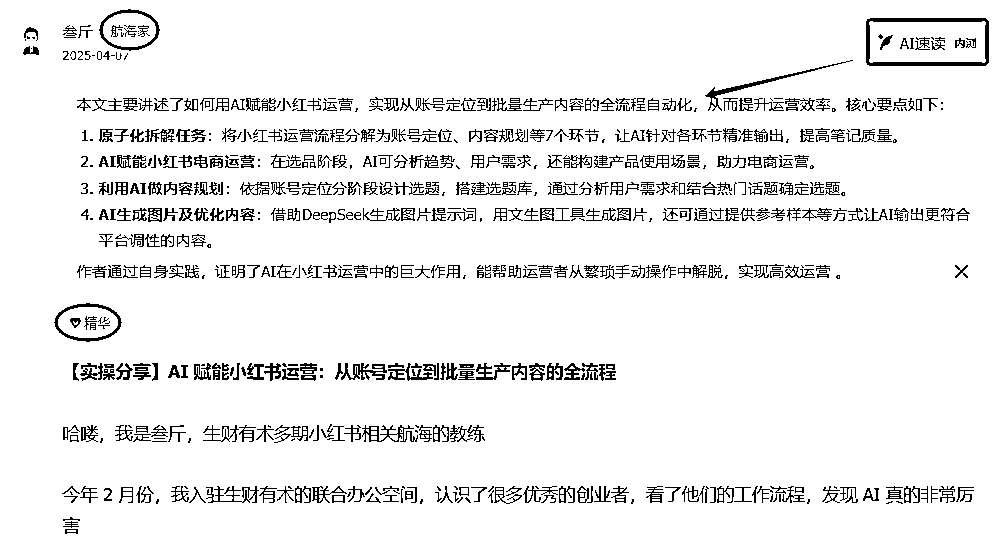 叁斤 航海家
2025-04-07
AI速读 内测
本文主要讲述了如何用AI赋能小红书运营，实现从账号定位到批量生产内容的全流程自动化，从而提升运营效率。核心要点如下：
1. 原子化拆解任务：将小红书运营流程分解为账号定位、内容规划等7个环节，让AI针对各环节精准输出，提高笔记质量。
2. AI赋能小红书电商运营：在选品阶段，AI可分析趋势、用户需求，还能构建产品使用场景，助力电商运营。
3. 利用AI做内容规划：依据账号定位分阶段设计选题，搭建选题库，通过分析用户需求和结合热门话题确定选题。
4. AI生成图片及优化内容：借助DeepSeek生成图片提示词，用文生图工具生成图片，还可通过提供参考样本等方式让AI输出更符合
平台调性的内容。
作者通过自身实践，证明了AI在小红书运营中的巨大作用，能帮助运营者从繁琐手动操作中解脱，实现高效运营 。
精华
【实操分享】AI 赋能小红书运营：从账号定位到批量生产内容的全流程
哈喽，我是叁斤，生财有术多期小红书相关航海的教练
今年 2 月份，我入驻生财有术的联合办公空间，认识了很多优秀的创业者，看了他们的工作流程，发现 AI 真的非常厉
害